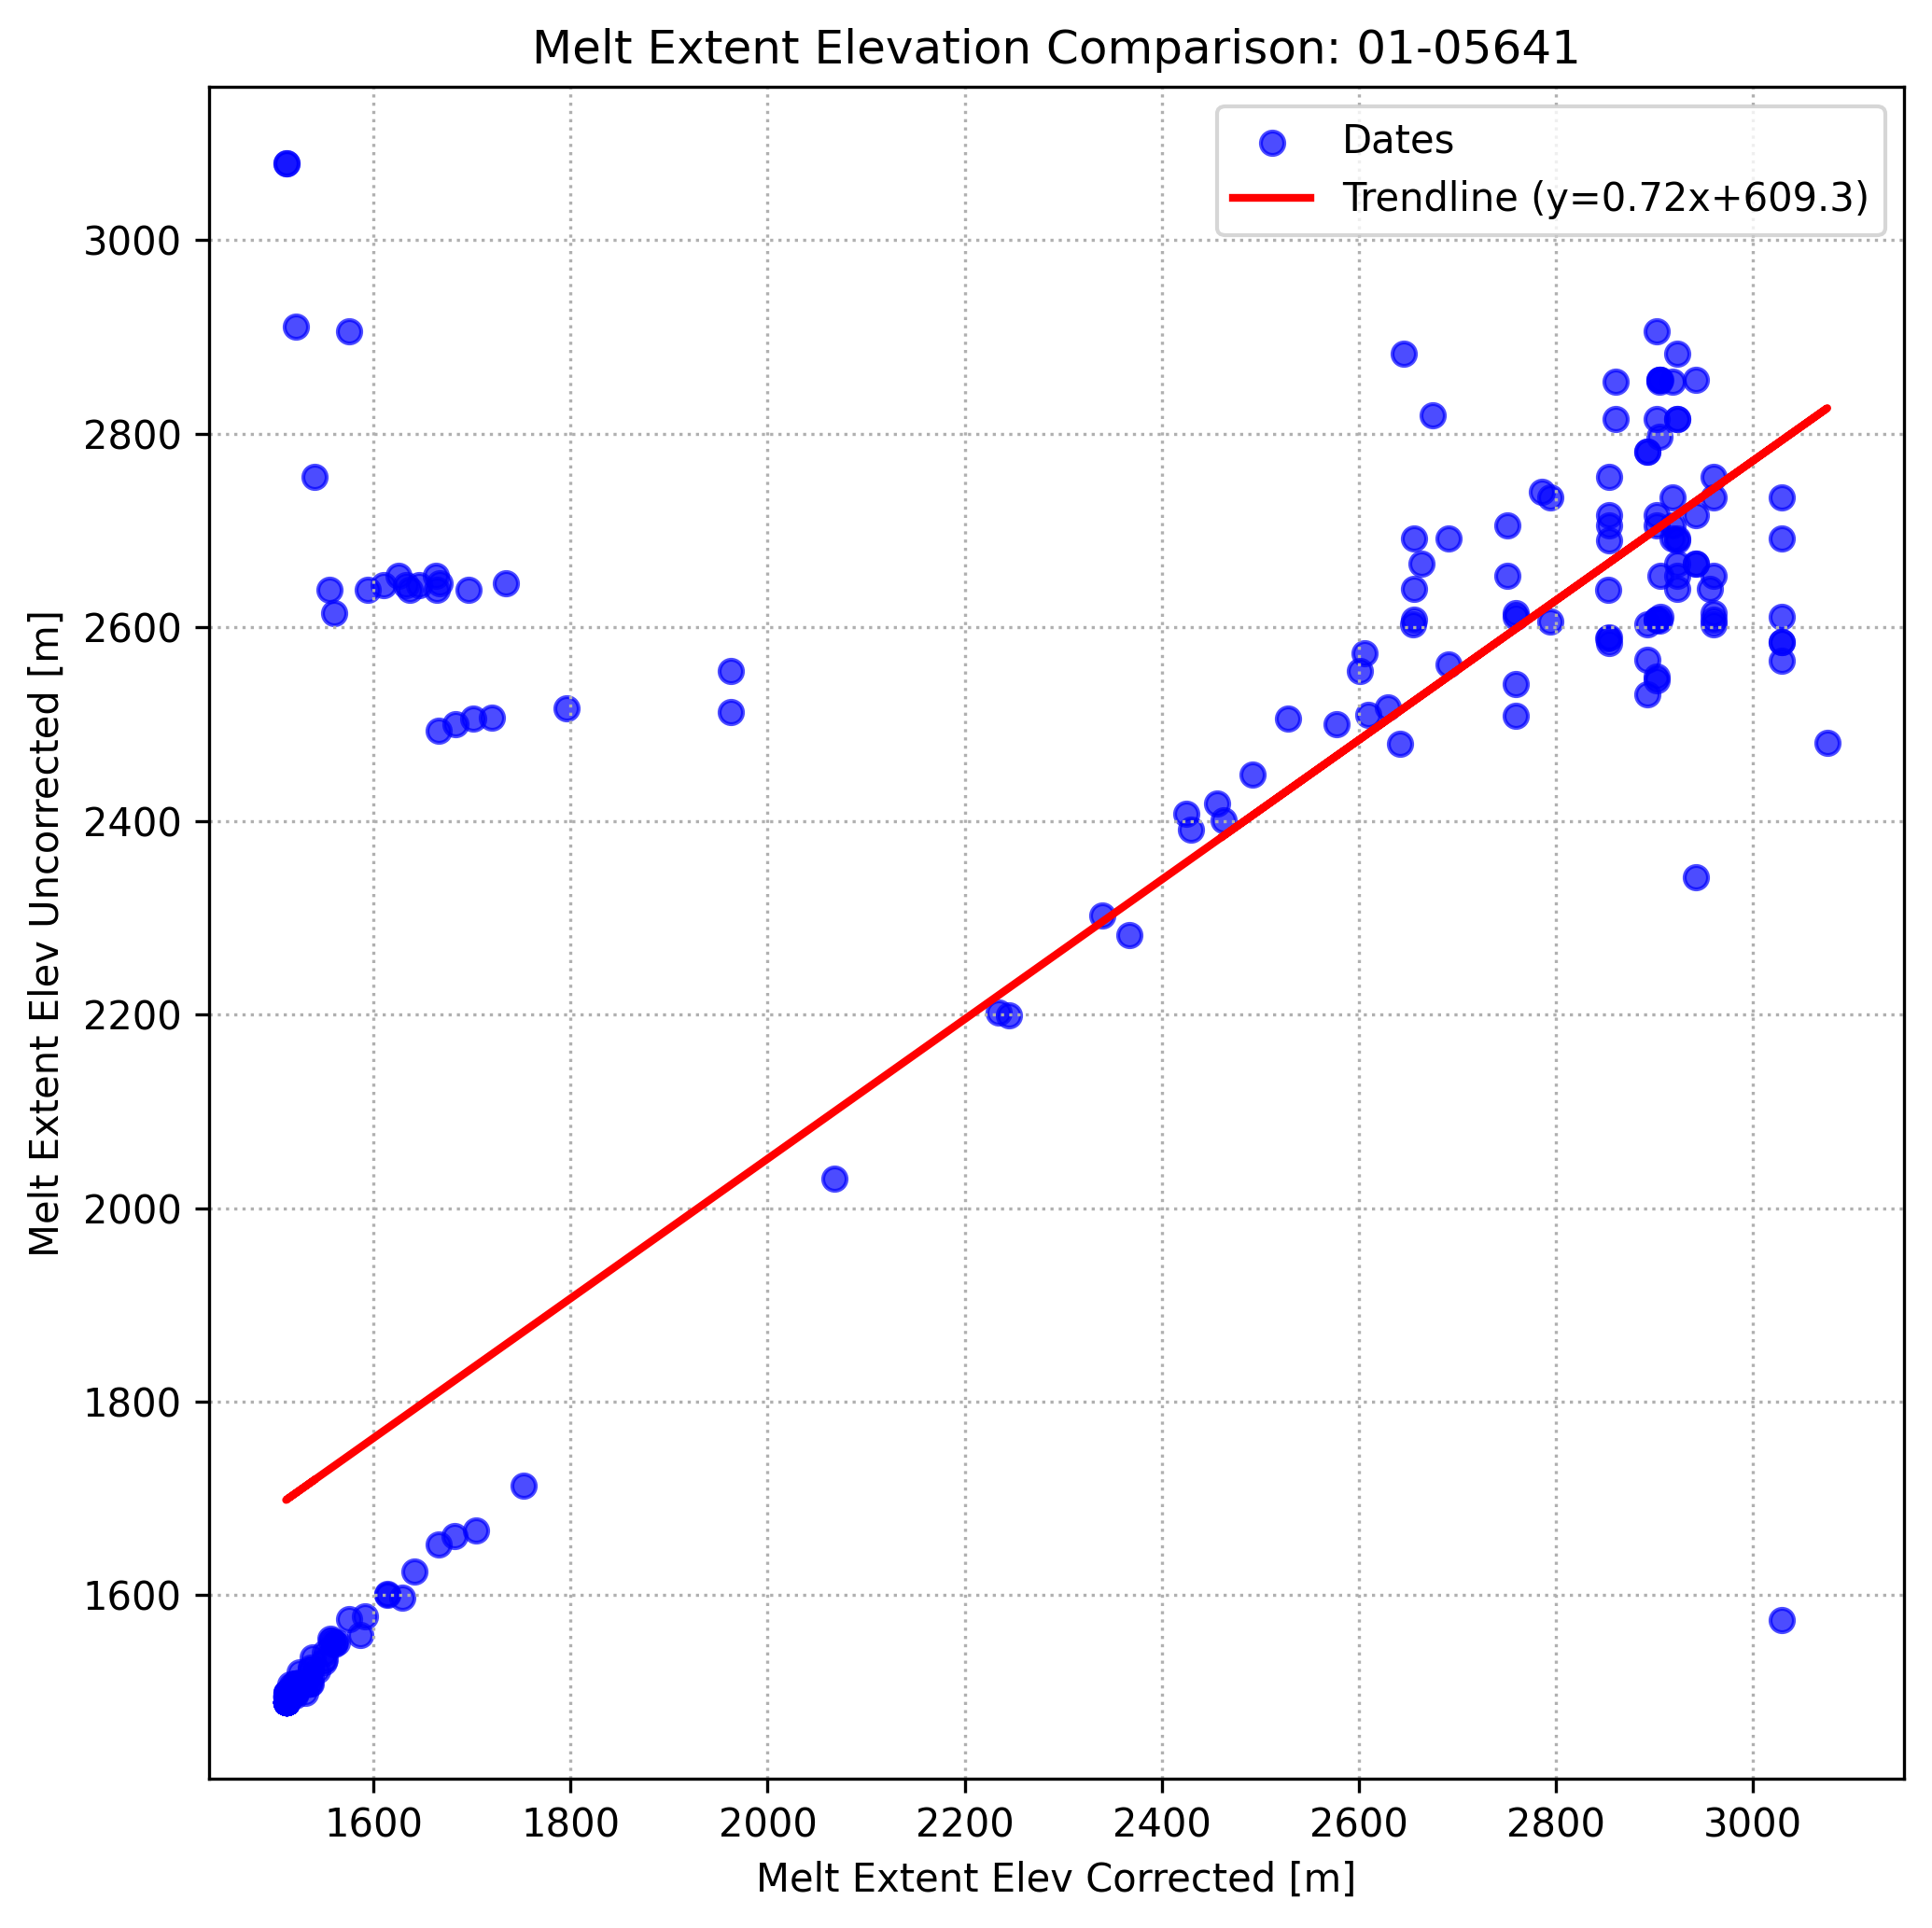 Melt Extent Elevation Comparison: 01-05641
Dates
Trendline (y=0.72x+609.3)
Melt Extent Elev Uncorrected [m]
3000
2800
2600
2400
2200
2000
1800
1600
1600 1800 2000 2200 2400 2600 2800 3000
Melt Extent Elev Corrected [m]